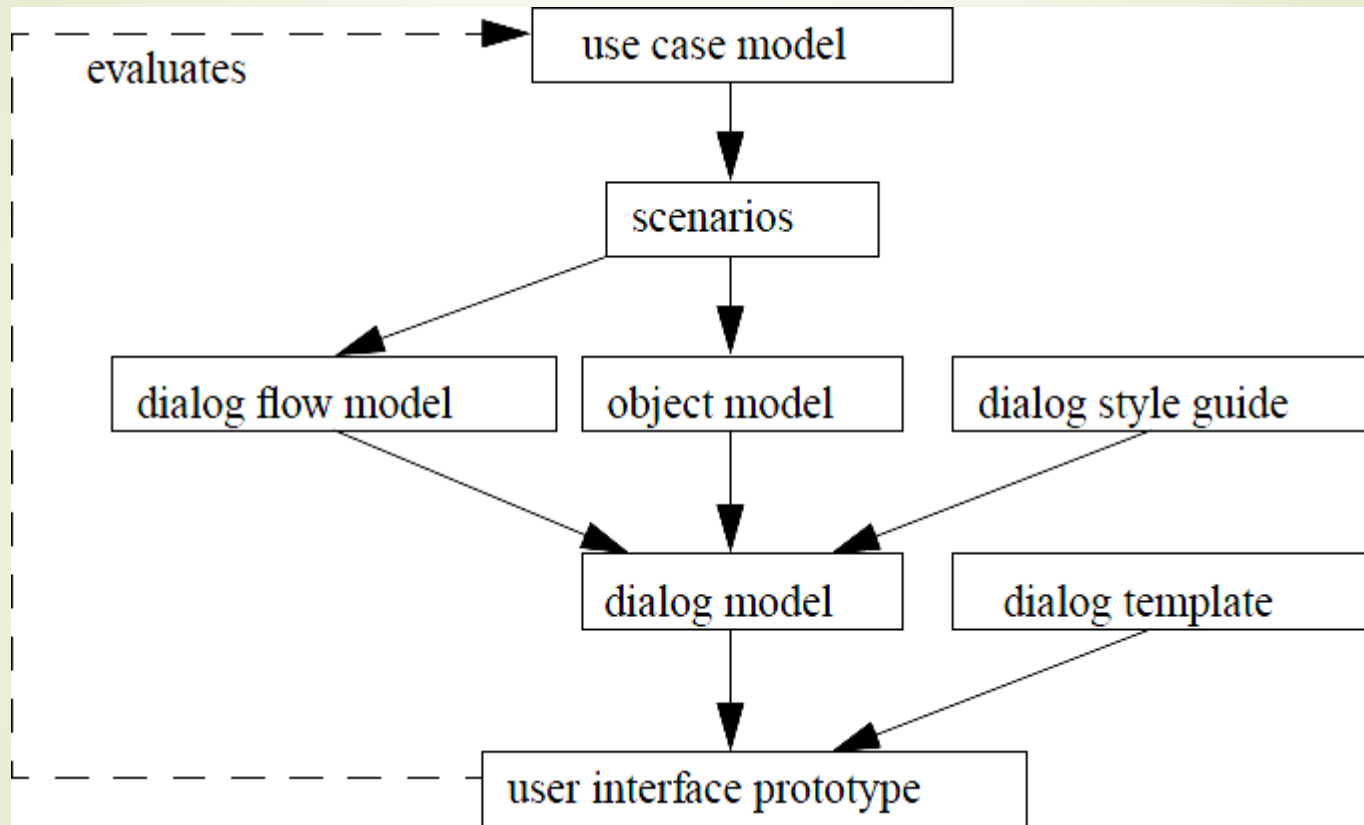 use case model
evaluates
scenarios
dialog flow model
object model
dialog style guide
dialog model
dialog template
user interface prototype